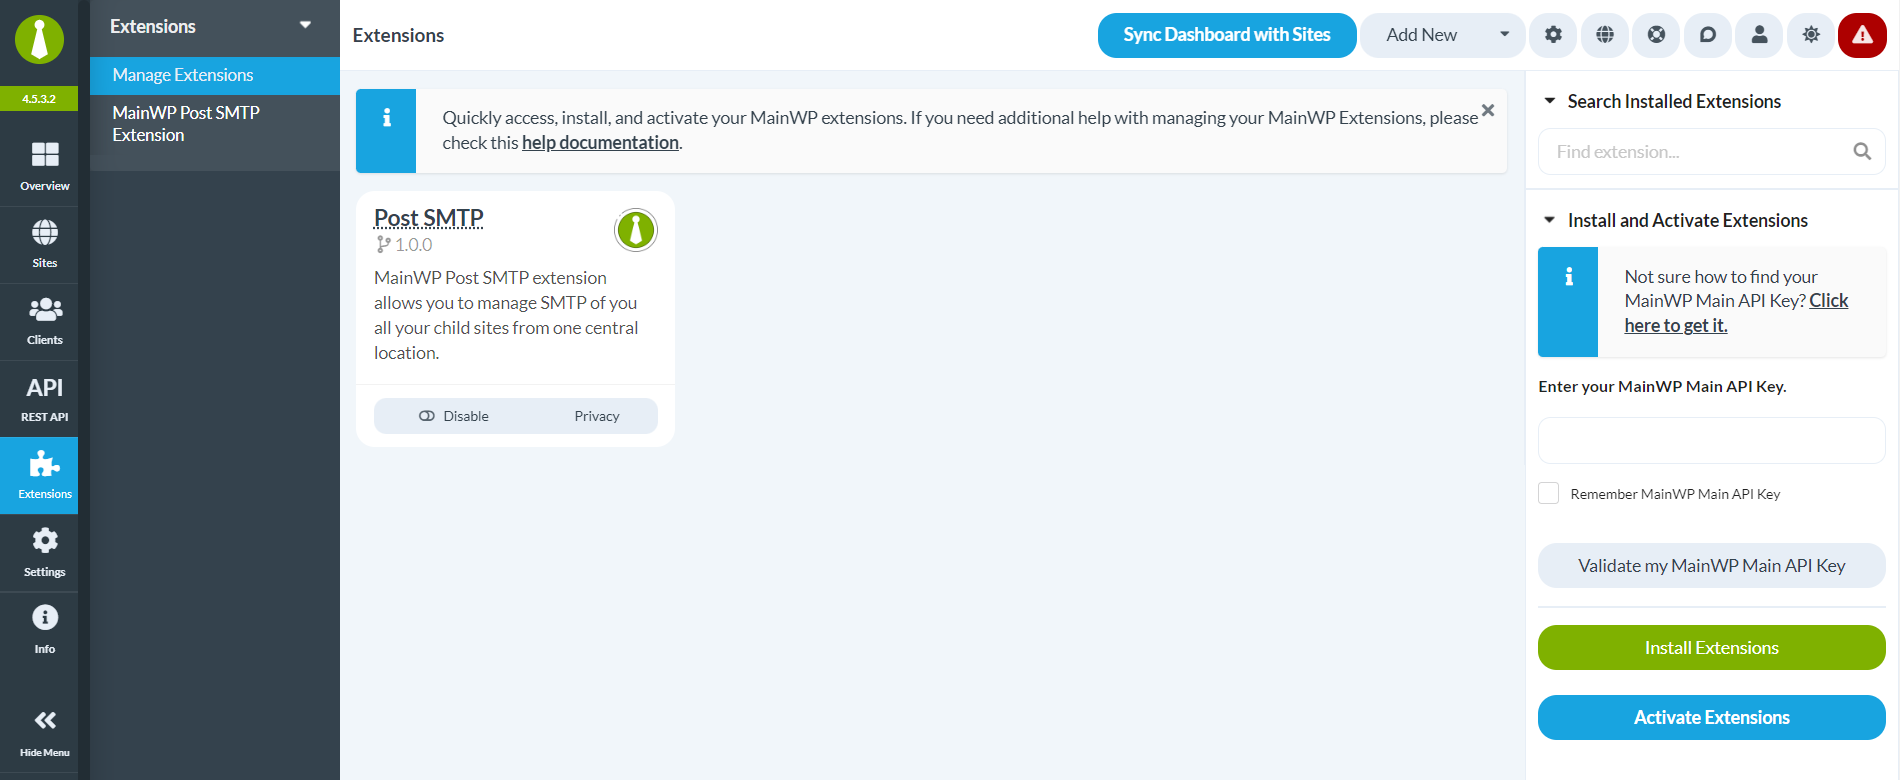 4.5.3.2
Overview
Sites
Clients
API
REST API
Extensions
Settings
Info
Hide Menu
Extensions
Manage Extensions
MainWP Post SMTP
Extension
Extensions
Sync Dashboard with Sites
Add New
Quickly access, install, and activate your MainWP extensions. If you need additional help with managing your MainWP Extensions, please
check this help documentation.
Post SMTP
1.0.0
MainWP Post SMTP extension
allows you to manage SMTP of you
all your child sites from one central
location.
Disable
Privacy
Search Installed Extensions
Find extension...
Install and Activate Extensions
Not sure how to find your
MainWP Main API Key? Click
here to get it.
Enter your MainWP Main API Key.
Remember MainWP Main API Key
Validate my MainWP Main API Key
Install Extensions
Activate Extensions